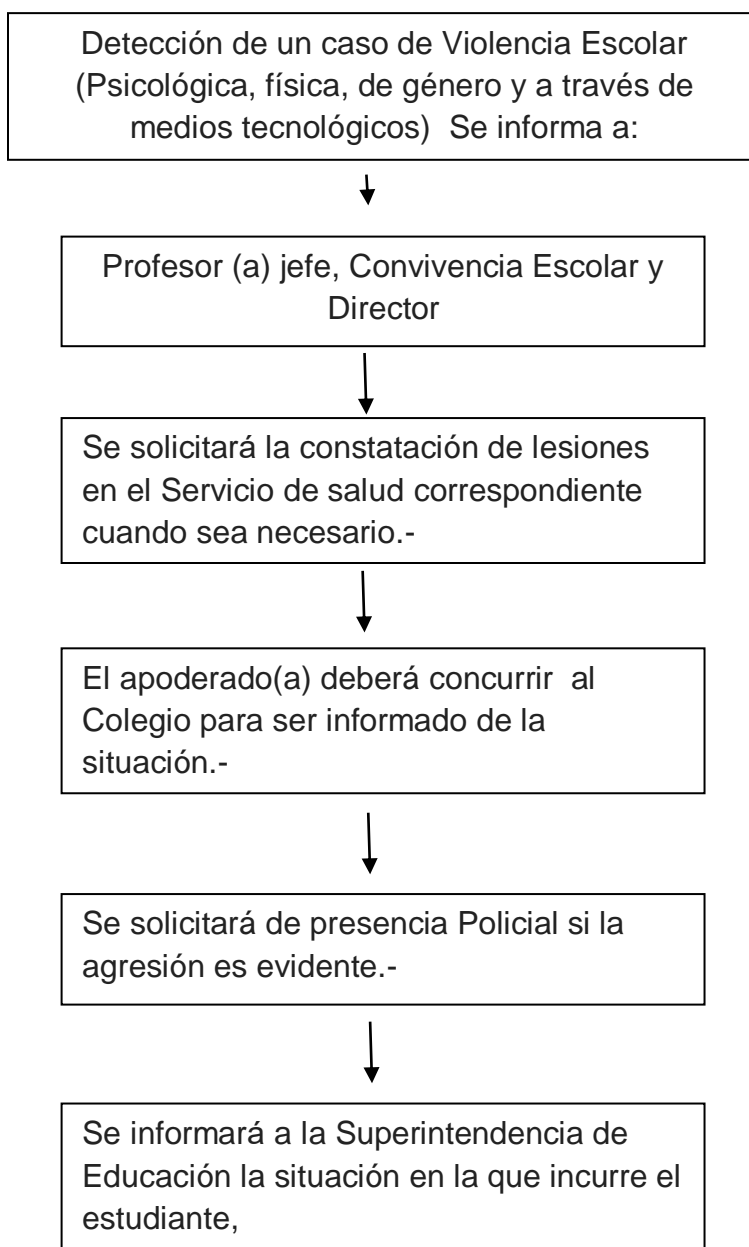 Detección de un caso de Violencia Escolar
(Psicológica, física, de género y a través de
medios tecnológicos)  Se informa a:
Profesor (a) jefe, Convivencia Escolar y
Director
Se solicitará la constatación de lesiones
en el Servicio de salud correspondiente
cuando sea necesario.-
El apoderado(a) deberá concurrir  al
Colegio para ser informado de la
situación.-
Se solicitará de presencia Policial si la
agresión es evidente.-
Se informará a la Superintendencia de
Educación la situación en la que incurre el
estudiante,